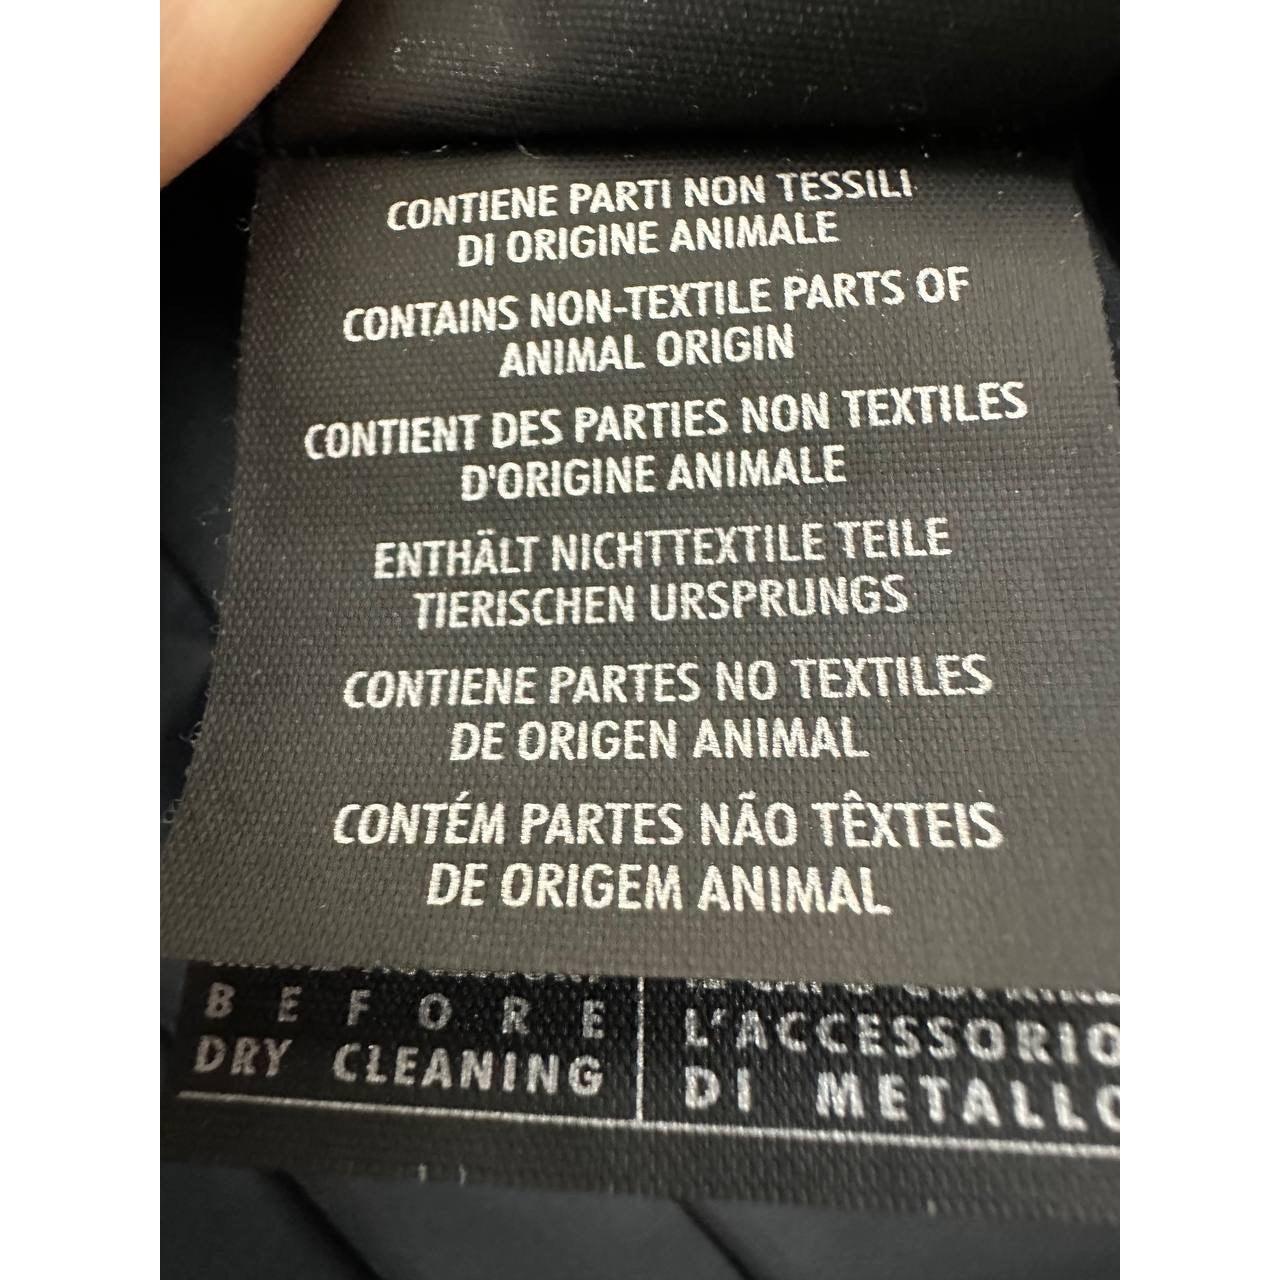 CONTIENE PARTI NON TESSILI
DI ORIGINE ANIMALE
CONTAINS NON-TEXTILE PARTS OF
ANIMAL ORIGIN
CONTIENT DES PARTIES NON TEXTILES
D'ORIGINE ANIMALE
ENTHÄLT NICHTTEXTILE TEILE
TIERISCHEN URSPRUNGS
CONTIENE PARTES NO TEXTILES
DE ORIGEN ANIMAL
CONTÉM PARTES NÃO TÊXTEIS
DE ORIGEM ANIMAL
BEFORE
DRY CLEANING
L'ACCESSORIO
DI METALLO